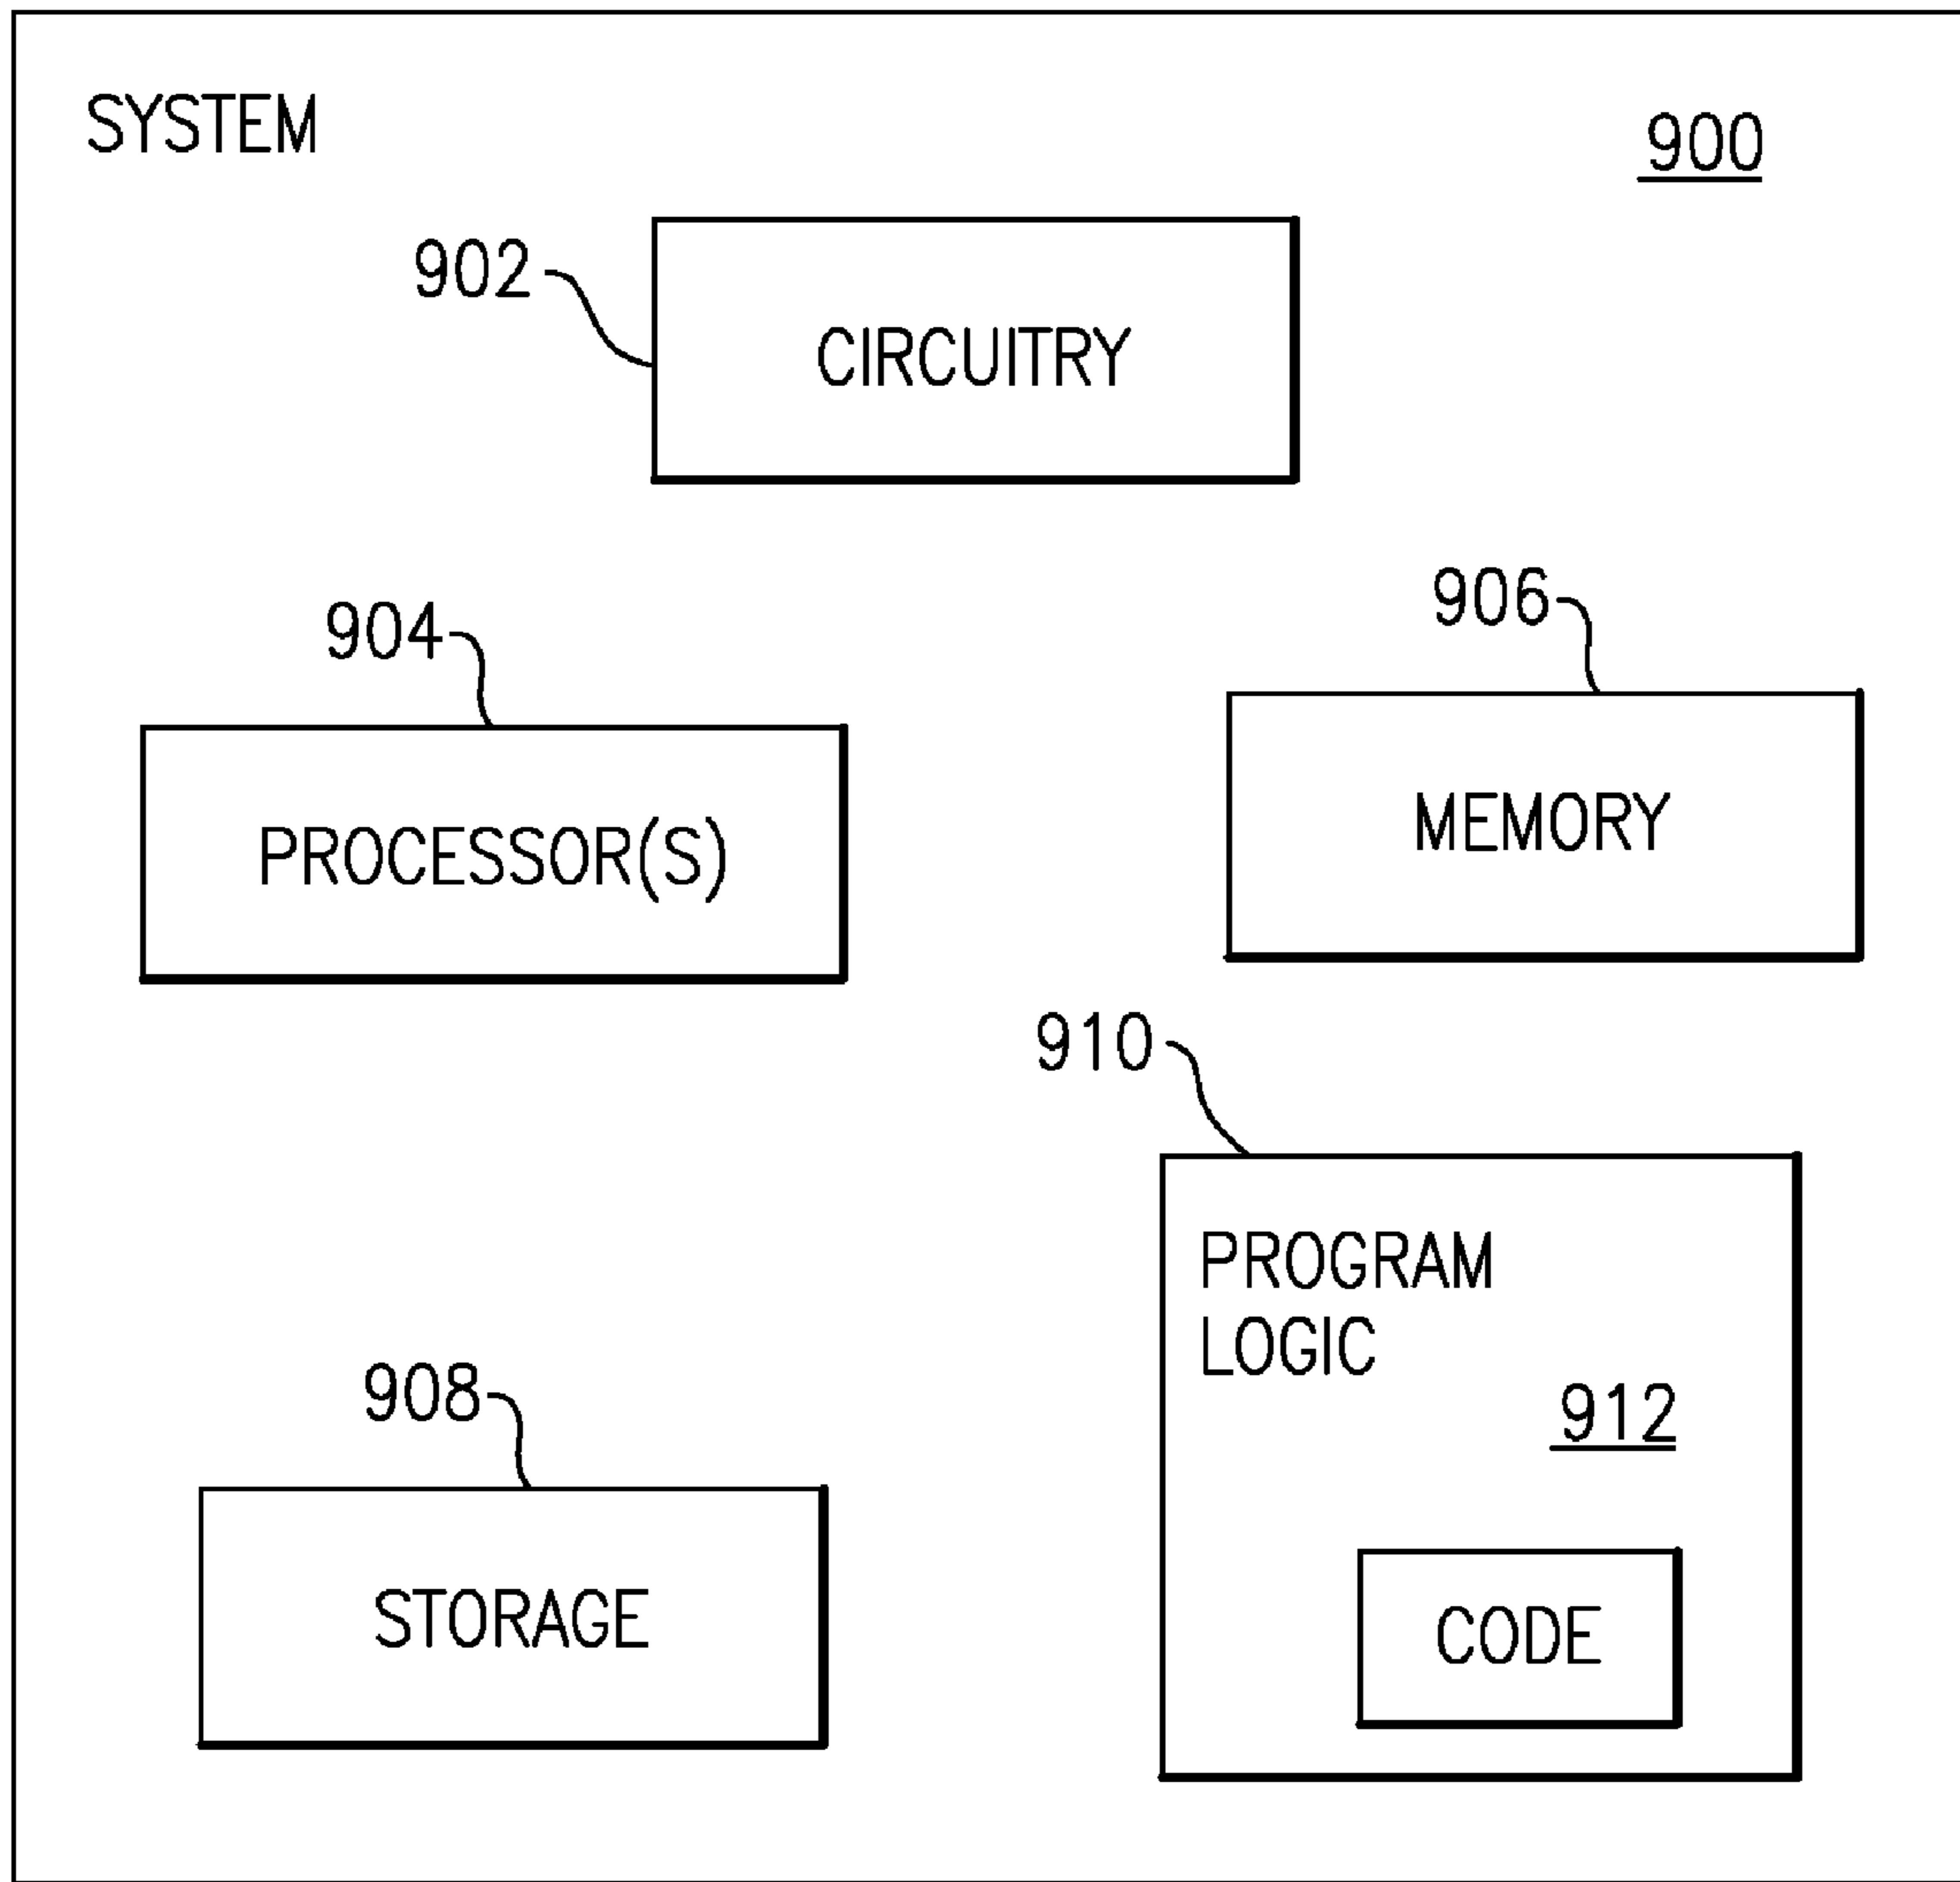 SYSTEM
900
902
CIRCUITRY
904
906
PROCESSOR(S)
MEMORY
910
PROGRAM
LOGIC
908
912
STORAGE
CODE